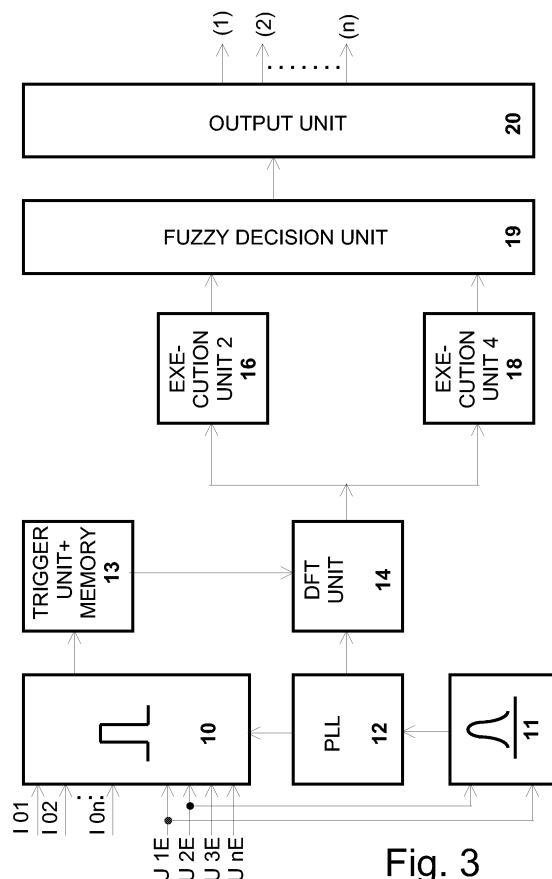 I 01
I 02
I 0n
U 1E
U 2E
U 3E
U nE
10
TRIGGER
UNIT+
MEMORY
13
PLL
12
11
DFT
UNIT
14
EXE-
CUTION
UNIT 2
16
EXE-
CUTION
UNIT 4
18
FUZZY DECISION UNIT
19
OUTPUT UNIT
20
(1)
(2)
(n)
Fig. 3